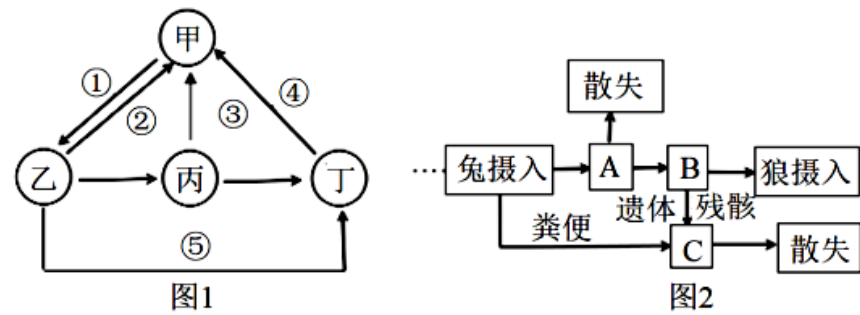 甲
① ② ③ ④
乙 丙 丁
⑤
图1
散失
兔摄入 A B 狼摄入
遗体 残骸
粪便 C 散失
图2